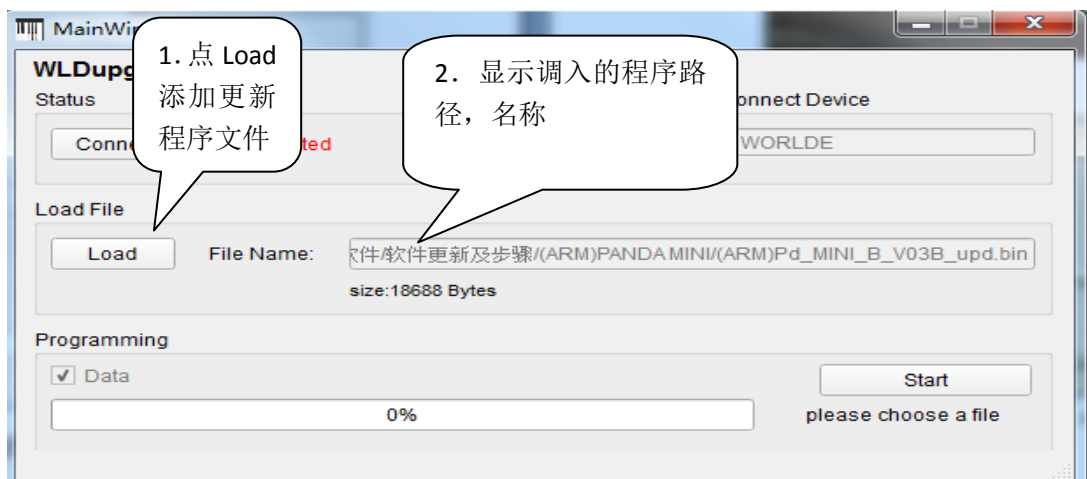 MainWin
1.点 Load
添加更新
程序文件
2. 显示调入的程序路
径，名称
WLDupg
Status
onnect Device
Conne
ted
WORLDE
Load File
Load
File Name:
件/软件更新及步骤/(ARM)PANDA MINI/(ARM)Pd_MINI_B_V03B_upd.bin
size:18688 Bytes
Programming
Data
Start
0%
please choose a file